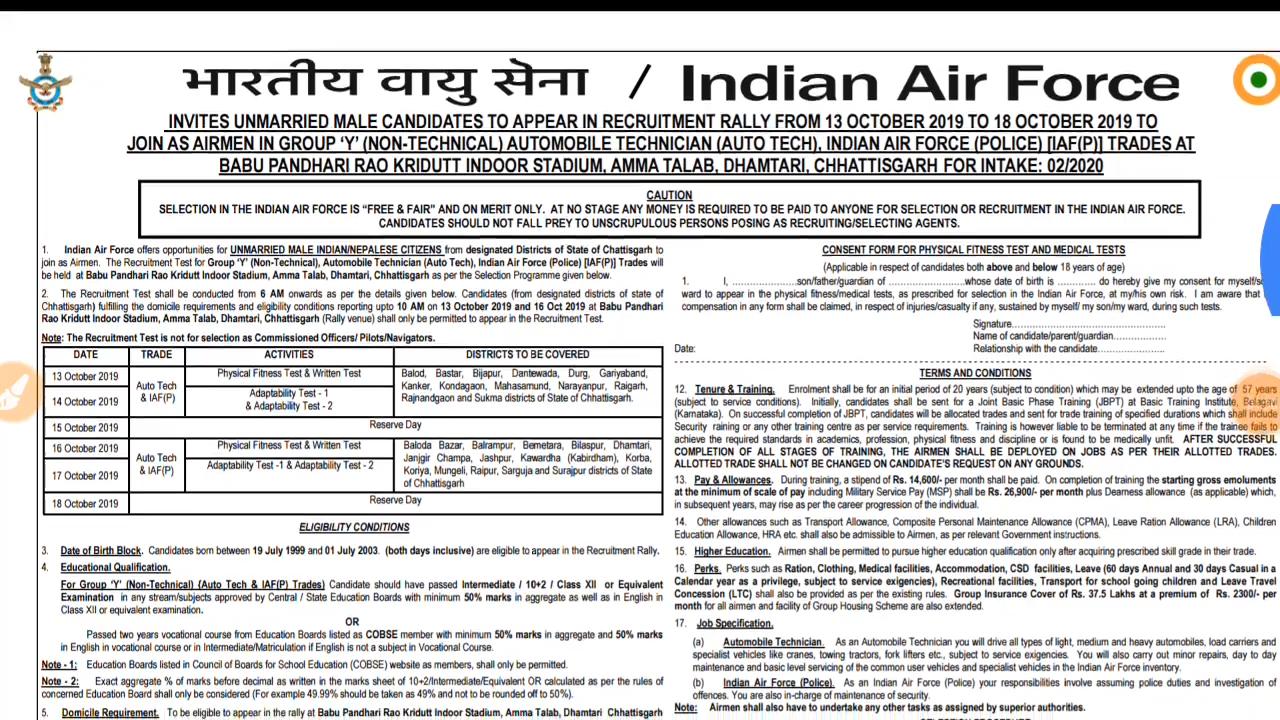 भारतीय वायु सेना / Indian Air Force
INVITES UNMARRIED MALE CANDIDATES TO APPEAR IN RECRUITMENT RALLY FROM 13 OCTOBER 2019 TO 18 OCTOBER 2019 TO
JOIN AS AIRMEN IN GROUP ‘Y’ (NON-TECHNICAL) AUTOMOBILE TECHNICIAN (AUTO TECH), INDIAN AIR FORCE (POLICE) [IAF(P)] TRADES AT
BABU PANDHARI RAO KRIDUTT INDOOR STADIUM, AMMA TALAB, DHAMTARI, CHHATTISGARH FOR INTAKE: 02/2020
CAUTION
SELECTION IN THE INDIAN AIR FORCE IS “FREE & FAIR” AND ON MERIT ONLY. AT NO STAGE ANY MONEY IS REQUIRED TO BE PAID TO ANYONE FOR SELECTION OR RECRUITMENT IN THE INDIAN AIR FORCE.
CANDIDATES SHOULD NOT FALL PREY TO UNSCRUPULOUS PERSONS POSING AS RECRUITING/SELECTING AGENTS.
1. Indian Air Force offers opportunities for UNMARRIED MALE INDIAN/NEPALESE CITIZENS from designated Districts of State of Chattisgarh to
join as Airmen. The Recruitment Test for Group ‘Y’ (Non-Technical), Automobile Technician (Auto Tech), Indian Air Force (Police) [IAF(P)] Trades will
be held at Babu Pandhari Rao Kridutt Indoor Stadium, Amma Talab, Dhamtari, Chhattisgarh as per the Selection Programme given below.
2. The Recruitment Test shall be conducted from 6 AM onwards as per the details given below. Candidates (from designated districts of state of
Chhattisgarh) fulfilling the domicile requirements and eligibility conditions reporting upto 10 AM on 13 October 2019 and 16 Oct 2019 at Babu Pandhari
Rao Kridutt Indoor Stadium, Amma Talab, Dhamtari, Chhattisgarh (Rally venue) shall only be permitted to appear in the Recruitment Test.
Note: The Recruitment Test is not for selection as Commissioned Officers/ Pilots/Navigators.
DATE TRADE ACTIVITIES DISTRICTS TO BE COVERED
13 October 2019 Physical Fitness Test & Written Test Balod, Bastar, Bijapur, Dantewada, Durg, Gariyaband,
Auto Tech Adaptability Test - 1 Kanker, Kondagaon, Mahasamund, Narayanpur, Raigarh,
14 October 2019 & IAF(P) & Adaptability Test - 2 Rajnandgaon and Sukma districts of State of Chhattisgarh.
15 October 2019 Reserve Day
16 October 2019 Physical Fitness Test & Written Test Baloda Bazar, Balrampur, Bemetara, Bilaspur, Dhamtari,
Auto Tech Adaptability Test -1 & Adaptability Test - 2 Janjgir Champa, Jashpur, Kawardha (Kabirdham), Korba,
17 October 2019 & IAF(P) Koriya, Mungeli, Raipur, Sarguja and Surajpur districts of State
of Chhattisgarh
18 October 2019 Reserve Day
ELIGIBILITY CONDITIONS
3. Date of Birth Block. Candidates born between 19 July 1999 and 01 July 2003. (both days inclusive) are eligible to appear in the Recruitment Rally.
4. Educational Qualification.
For Group ‘Y’ (Non-Technical) {Auto Tech & IAF(P) Trades} Candidate should have passed Intermediate / 10+2 / Class XII or Equivalent
Examination in any stream/subjects approved by Central / State Education Boards with minimum 50% marks in aggregate as well as in English in
Class XII or equivalent examination.
OR
Passed two years vocational course from Education Boards listed as COBSE member with minimum 50% marks in aggregate and 50% marks
in English in vocational course or in Intermediate/Matriculation if English is not a subject in Vocational Course.
Note - 1: Education Boards listed in Council of Boards for School Education (COBSE) website as members, shall only be permitted.
Note - 2: Exact aggregate % of marks before decimal as written in the marks sheet of 10+2/Intermediate/Equivalent OR calculated as per the rules of
concerned Education Board shall only be considered (For example 49.99% should be taken as 49% and not to be rounded off to 50%).
5. Domicile Requirement. To be eligible to appear in the rally at Babu Pandhari Rao Kridutt Indoor Stadium, Amma Talab, Dhamtari Chhattisgarh
CONSENT FORM FOR PHYSICAL FITNESS TEST AND MEDICAL TESTS
(Applicable in respect of candidates both above and below 18 years of age)
1. I, ………………son/father/guardian of …………………whose date of birth is ………… do hereby give my consent for myself/
ward to appear in the physical fitness/medical tests, as prescribed for selection in the Indian Air Force, at my/his own risk. I am aware that
compensation in any form shall be claimed, in respect of injuries/casualty if any, sustained by myself/ my son/my ward, during such tests.
Signature……………………………………
Name of candidate/parent/guardian………………
Date: Relationship with the candidate…………………
TERMS AND CONDITIONS
12. Tenure & Training. Enrolment shall be for an initial period of 20 years (subject to condition) which may be extended upto the age of 57 years
(subject to service conditions). Initially, candidates shall be sent for a Joint Basic Phase Training (JBPT) at Basic Training Institute, Belagavi
(Karnataka). On successful completion of JBPT, candidates will be allocated trades and sent for trade training of specified durations which shall include
Security raining or any other training centre as per service requirements. Training is however liable to be terminated at any time if the trainee fails to
achieve the required standards in academics, profession, physical fitness and discipline or is found to be medically unfit. AFTER SUCCESSFUL
COMPLETION OF ALL STAGES OF TRAINING, THE AIRMEN SHALL BE DEPLOYED ON JOBS AS PER THEIR ALLOTTED TRADES.
ALLOTTED TRADE SHALL NOT BE CHANGED ON CANDIDATE'S REQUEST ON ANY GROUNDS.
13. Pay & Allowances. During training, a stipend of Rs. 14,600/- per month shall be paid. On completion of training the starting gross emoluments
at the minimum of scale of pay including Military Service Pay (MSP) shall be Rs. 26,900/- per month plus Dearness allowance (as applicable) which,
in subsequent years, may rise as per the career progression of the individual.
14. Other allowances such as Transport Allowance, Composite Personal Maintenance Allowance (CPMA), Leave Ration Allowance (LRA), Children
Education Allowance, HRA etc. shall also be admissible to Airmen, as per relevant Government instructions.
15. Higher Education. Airmen shall be permitted to pursue higher education qualification only after acquiring prescribed skill grade in their trade.
16. Perks. Perks such as Ration, Clothing, Medical facilities, Accommodation, CSD facilities, Leave (60 days Annual and 30 days Casual in a
Calendar year as a privilege, subject to service exigencies), Recreational facilities, Transport for school going children and Leave Travel
Concession (LTC) shall also be provided as per the existing rules. Group Insurance Cover of Rs. 37.5 Lakhs at a premium of Rs. 2300/- per
month for all airmen and facility of Group Housing Scheme are also extended.
17. Job Specification.
(a) Automobile Technician. As an Automobile Technician you will drive all types of light, medium and heavy automobiles, load carriers and
specialist vehicles like cranes, towing tractors, fork lifters etc., subject to service exigencies. You will also carry out minor repairs, day to day
maintenance and basic level servicing of the common user vehicles and specialist vehicles in the Indian Air Force inventory.
(b) Indian Air Force (Police). As an Indian Air Force (Police) your responsibilities involve assuming police duties and investigation of
offences. You are also in-charge of maintenance of security.
Note: Airmen shall also have to undertake any other tasks as assigned by superior authorities.